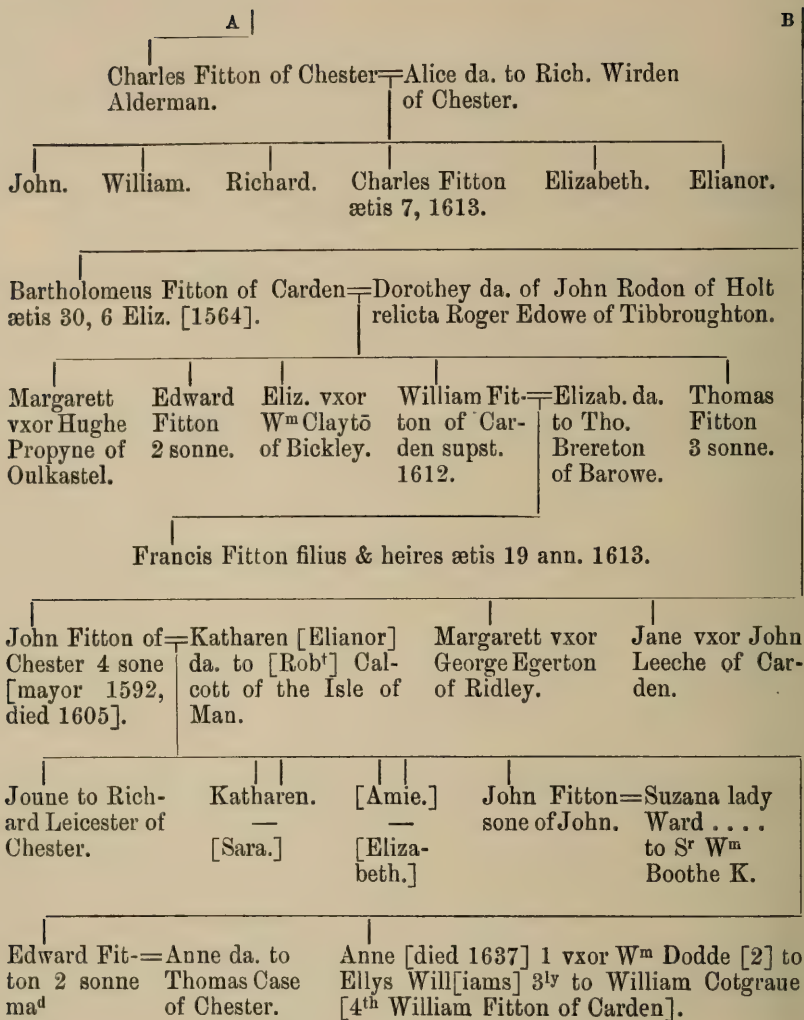 A B
Charles Fitton of Chester=Alice da. to Rich. Wirden
Alderman. of Chester.
John. William. Richard. Charles Fitton Elizabeth. Elianor.
ætis 7, 1613.
Bartholomeus Fitton of Carden=Dorothey da. of John Rodon of Holt
ætis 30, 6 Eliz. [1564]. relicta Roger Edowe of Tibbroughton.
Margarett Edward Eliz. vxor William Fit-=Elizab. da. Thomas
vxor Hughe Fitton Wᵐ Claytō ton of Car- to Tho. Fitton
Propyne of 2 sonne. of Bickley. den supst. Brereton 3 sonne.
Oulkastel. 1612. of Barowe.
Francis Fitton filius & heires ætis 19 ann. 1613.
John Fitton of=Katharen [Elianor] Margarett vxor Jane vxor John
Chester 4 sone da. to [Robᵗ] Cal- George Egerton Leeche of Car-
[mayor 1592, cott of the Isle of of Ridley. den.
died 1605]. Man.
Joune to Rich- Katharen. [Amie.] John Fitton=Suzana lady
ard Leicester of — — sone of John. Ward ....
Chester. [Sara.] [Eliza- to Sʳ Wᵐ
beth.] Boothe K.
Edward Fit-=Anne da. to Anne [died 1637] 1 vxor Wᵐ Dodde [2] to
ton 2 sonne Thomas Case Ellys Will[iams] 3ˡʸ to William Cotgraue
maᵈ of Chester. [4ᵗʰ William Fitton of Carden].